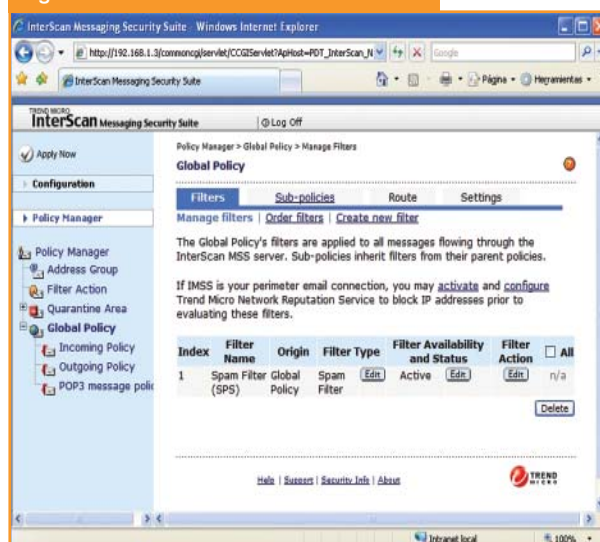 InterScan Messaging Security Suite - Windows Internet Explorer
http://192.168.1.3/commoncgi/servlet/CCGIServlet?ApHost=PDT_InterScan_N
Google
InterScan Messaging Security Suite
Página
Herramientas
TREND MICRO
InterScan Messaging Security Suite
Log Off
Apply Now
Configuration
Policy Manager
Policy Manager
Address Group
Filter Action
Quarantine Area
Global Policy
Incoming Policy
Outgoing Policy
POP3 message polic
Policy Manager > Global Policy > Manage Filters
Global Policy
Filters Sub-policies Route Settings
Manage filters | Order filters | Create new filter
The Global Policy's filters are applied to all messages flowing through the
InterScan MSS server. Sub-policies inherit filters from their parent policies.
If IMSS is your perimeter email connection, you may activate and configure
Trend Micro Network Reputation Service to block IP addresses prior to
evaluating these filters.
Index Filter Name Origin Filter Type Filter Availability and Status Filter Action All
1 Spam Filter (SPS) Global Policy Spam Filter Edit Active Edit Edit n/a
Delete
Help | Support | Security Info | About
TREND MICRO
Intranet local
100%